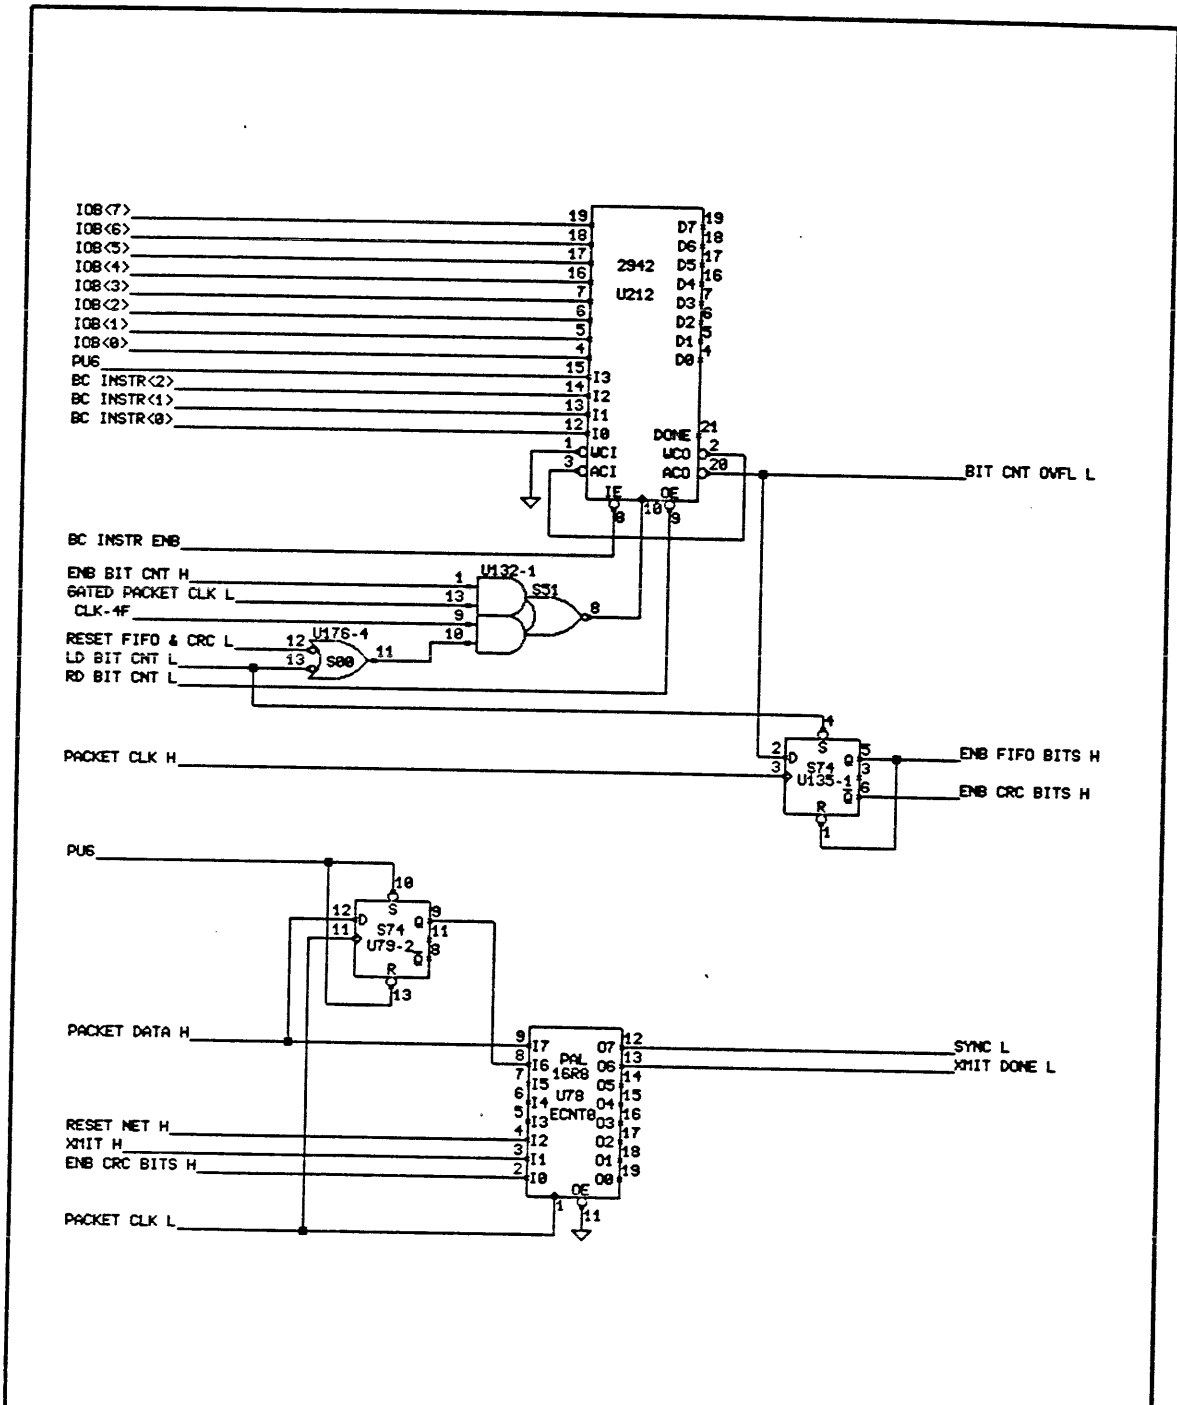 IOB<7> 19 D7 19
IOB<6> 18 D6 18
IOB<5> 17 D5 17
IOB<4> 16 2942 D4 16
IOB<3> 7 U212 D3 7
IOB<2> 6 D2 6
IOB<1> 5 D1 5
IOB<0> 4 D0 4
PU6 15 I3
BC INSTR<2> 14 I2
BC INSTR<1> 13 I1
BC INSTR<0> 12 I0 DONE 21
1 WCI WCO 2
3 ACI ACO 20 BIT CNT OVFL L
IE 8 10 OE 9
BC INSTR ENB
ENB BIT CNT H 1 U132-1
GATED PACKET CLK L 13 S51
CLK-4F 9 8
RESET FIFO & CRC L 12 U176-4 10
LD BIT CNT L 13 S00 11
RD BIT CNT L
4
S
PACKET CLK H 2 D S74 Q 5 ENB FIFO BITS H
3 U135-1 3
Q 6 ENB CRC BITS H
R
1
PU6
10
S
12 D Q 9
11 S74 11
U79-2 Q 8
R
13
PACKET DATA H 9 I7 O7 12 SYNC L
8 I6 PAL O6 13 XMIT DONE L
7 I5 16R8 O5 14
6 I4 U78 O4 15
5 I3 ECNT0 O3 16
RESET NET H 4 I2 O2 17
XMIT H 3 I1 O1 18
ENB CRC BITS H 2 I0 O0 19
OE
PACKET CLK L 1 11